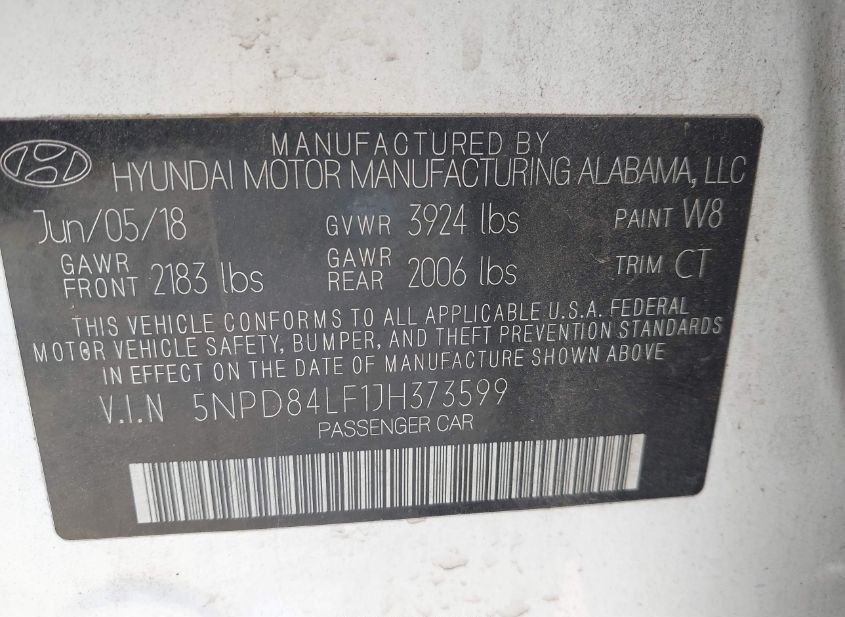 MANUFACTURED BY
HYUNDAI MOTOR MANUFACTURING ALABAMA, LLC
Jun/05/18 GVWR 3924 lbs PAINT W8
GAWR FRONT 2183 lbs GAWR REAR 2006 lbs TRIM CT
THIS VEHICLE CONFORMS TO ALL APPLICABLE U.S.A. FEDERAL
MOTOR VEHICLE SAFETY, BUMPER, AND THEFT PREVENTION STANDARDS
IN EFFECT ON THE DATE OF MANUFACTURE SHOWN ABOVE
V.I.N 5NPD84LF1JH373599
PASSENGER CAR